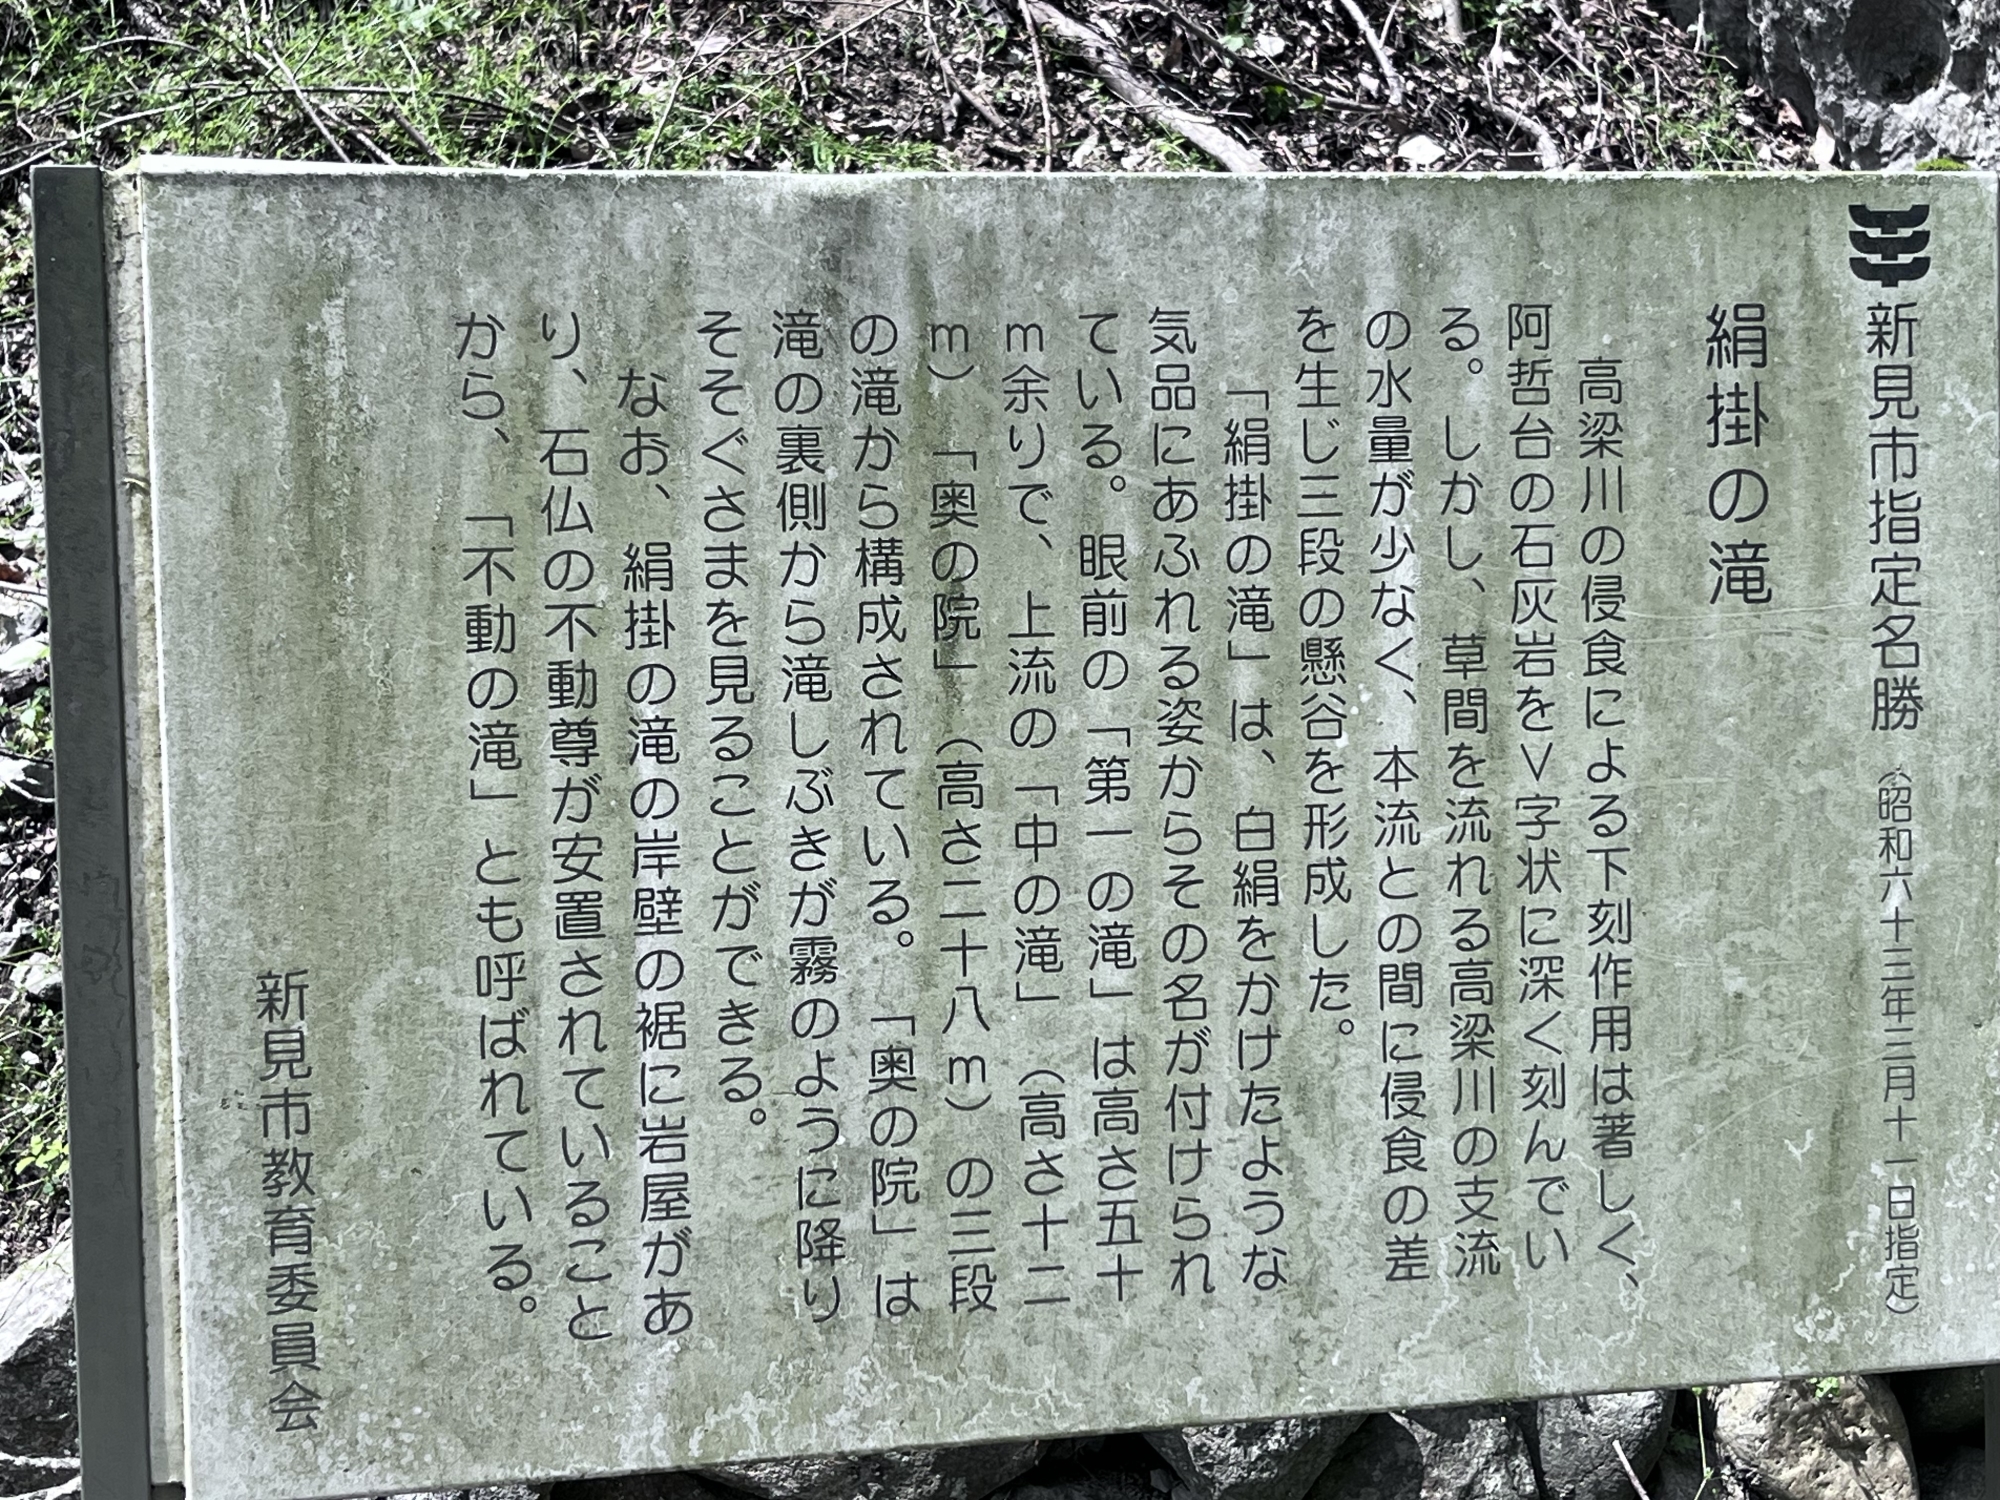 新見市指定名勝（昭和六十三年三月十一日指定）
絹掛の滝
高梁川の侵食による下刻作用は著しく、
阿哲台の石灰岩をV字状に深く刻んでい
る。しかし、草間を流れる高梁川の支流
の水量が少なく、本流との間に侵食の差
を生じ三段の懸谷を形成した。
「絹掛の滝」は、白絹をかけたような
気品にあふれる姿からその名が付けられ
ている。眼前の「第一の滝」は高さ五十
m余りで、上流の「中の滝」（高さ十二
m）「奥の院」（高さ二十八m）の三段
の滝から構成されている。「奥の院」は
滝の裏側から滝しぶきが霧のように降り
そそぐさまを見ることができる。
なお、絹掛の滝の岸壁の裾に岩屋があ
り、石仏の不動尊が安置されていること
から、「不動の滝」とも呼ばれている。
新見市教育委員会